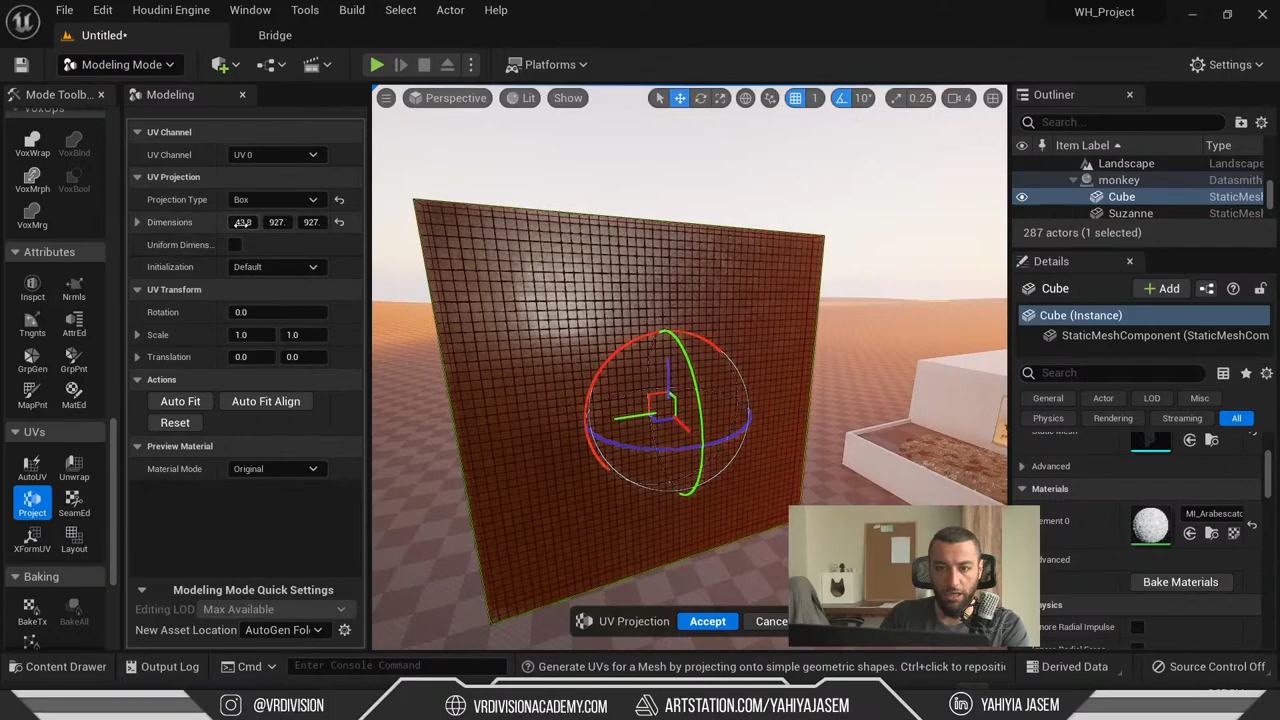 File Edit Houdini Engine Window Tools Build Select Actor Help
WH_Project
Untitled*
Bridge
Modeling Mode
Platforms
Settings
Mode Toolb...
Modeling
Perspective
Lit
Show
1
10°
0.25
4
Outliner
Search...
Item Label
Type
Landscape
Landscape
monkey
Datasmith
Cube
StaticMesh
Suzanne
StaticMesh
287 actors (1 selected)
Details
Cube
Add
Cube (Instance)
StaticMeshComponent (StaticMeshCom
Search
General
Actor
LOD
Misc
Physics
Rendering
Streaming
All
Advanced
Materials
MI_Arabescato
Bake Materials
Ignore Radial Impulse
VoxWrap
VoxBlnd
VoxMrph
VoxBool
VoxMrg
Attributes
Inspct
Nrmls
Tngnts
AttrEd
GrpGen
GrpPnt
MapPnt
MatEd
UVs
AutoUV
Unwrap
Project
SeamEd
XFormUV
Layout
Baking
BakeTx
BakeAll
UV Channel
UV Channel
UV 0
UV Projection
Projection Type
Box
Dimensions
43.8
927.
927.
Uniform Dimens...
Initialization
Default
UV Transform
Rotation
0.0
Scale
1.0
1.0
Translation
0.0
0.0
Actions
Auto Fit
Auto Fit Align
Reset
Preview Material
Material Mode
Original
Modeling Mode Quick Settings
Editing LOD
Max Available
New Asset Location
AutoGen Fol
UV Projection
Accept
Cance
Content Drawer
Output Log
Cmd
Enter Console Command
Generate UVs for a Mesh by projecting onto simple geometric shapes. Ctrl+click to repositi
Derived Data
Source Control Off
@VRDIVISION
VRDIVISIONACADEMY.COM
ARTSTATION.COM/YAHIYAJASEM
YAHIYIA JASEM